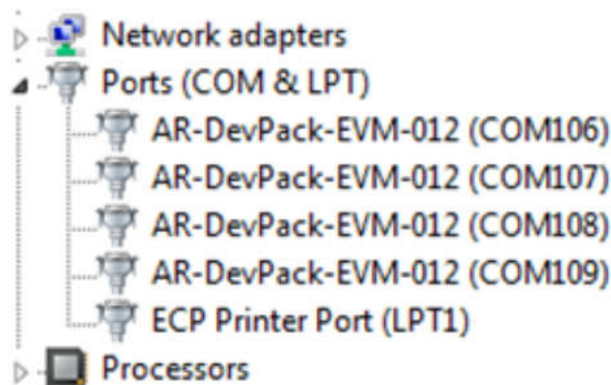 Network adapters
Ports (COM & LPT)
AR-DevPack-EVM-012 (COM106)
AR-DevPack-EVM-012 (COM107)
AR-DevPack-EVM-012 (COM108)
AR-DevPack-EVM-012 (COM109)
ECP Printer Port (LPT1)
Processors